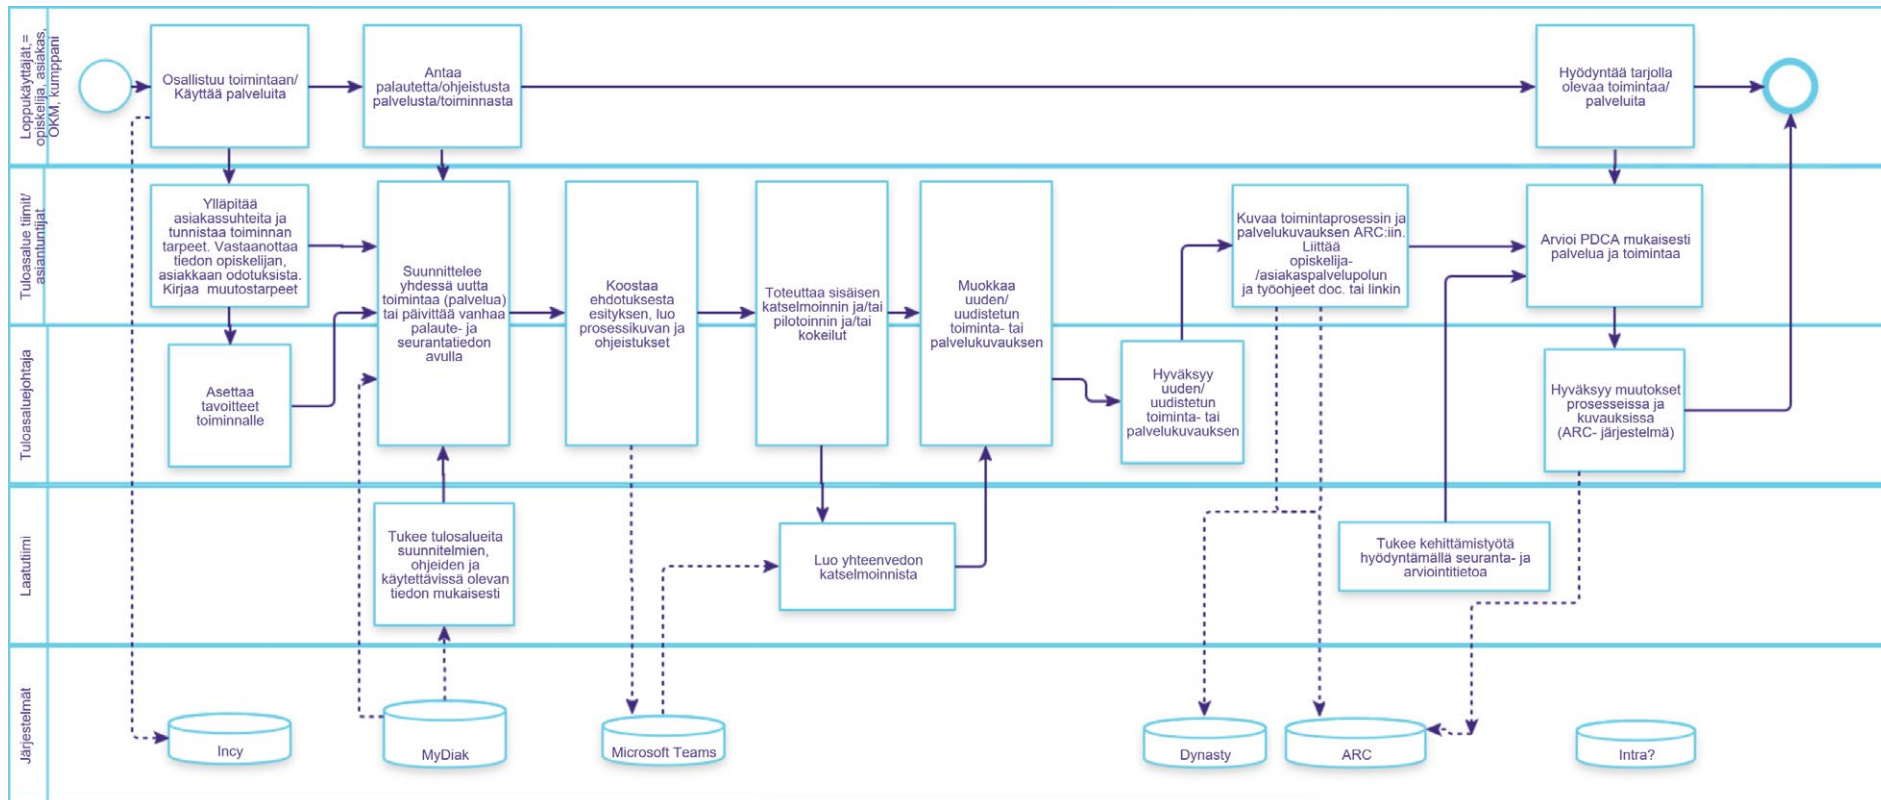 Loppukäyttäjät,=
opiskelija, asiakas,
OKM, kumppani
Osallistuu toimintaan/
Käyttää palveluita
Antaa
palautetta/ohjeistusta
palvelusta/toiminnasta
Hyödyntää tarjolla
olevaa toimintaa/
palveluita
Tuloasalue tiimit/
asiantuntijat
Ylläpitää
asiakassuhteita ja
tunnistaa toiminnan
tarpeet. Vastaanottaa
tiedon opiskelijan,
asiakkaan odotuksista.
Kirjaa muutostarpeet
Suunnittelee
yhdessä uutta
toimintaa (palvelua)
tai päivittää vanhaa
palaute- ja
seurantatiedon
avulla
Koostaa
ehdotuksesta
esityksen, luo
prosessikuvan ja
ohjeistukset
Toteuttaa sisäisen
katselmoinnin ja/tai
pilotoinnin ja/tai
kokeilut
Muokkaa
uuden/
uudistetun
toiminta- tai
palvelukuvauksen
Kuvaa toimintaprosessin ja
palvelukuvauksen ARC:iin.
Liittää
opiskelija-
/asiakaspalvelupolun
ja työohjeet doc. tai linkin
Arvioi PDCA mukaisesti
palvelua ja toimintaa
Tuloasaluejohtaja
Asettaa
tavoitteet
toiminnalle
Hyväksyy
uuden/
uudistetun
toiminta- tai
palvelukuvauksen
Hyväksyy muutokset
prosesseissa ja
kuvauksissa
(ARC- järjestelmä)
Laatutiimi
Tukee tulosalueita
suunnitelmien,
ohjeiden ja
käytettävissä olevan
tiedon mukaisesti
Luo yhteenvedon
katselmoinnista
Tukee kehittämistyötä
hyödyntämällä seuranta- ja
arviointitietoa
Järjestelmät
Incy
MyDiak
Microsoft Teams
Dynasty
ARC
Intra?